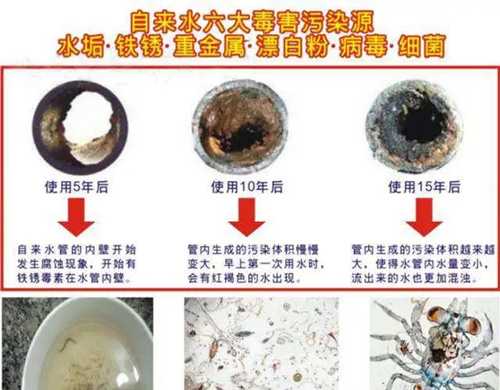 自来水六大毒害污染源
水垢·铁锈·重金属·漂白粉·病毒·细菌
使用5年后
使用10年后
使用15年后
自来水管的内壁开始
发生腐蚀现象，开始有
铁锈毒素在水管内壁。
管内生成的污染体积慢慢
变大，早上第一次用水时，
会有红褐色的水出现。
管内生成的污染体积越来越
大，使得水管内水量变小，
流出来的水也更加混浊。